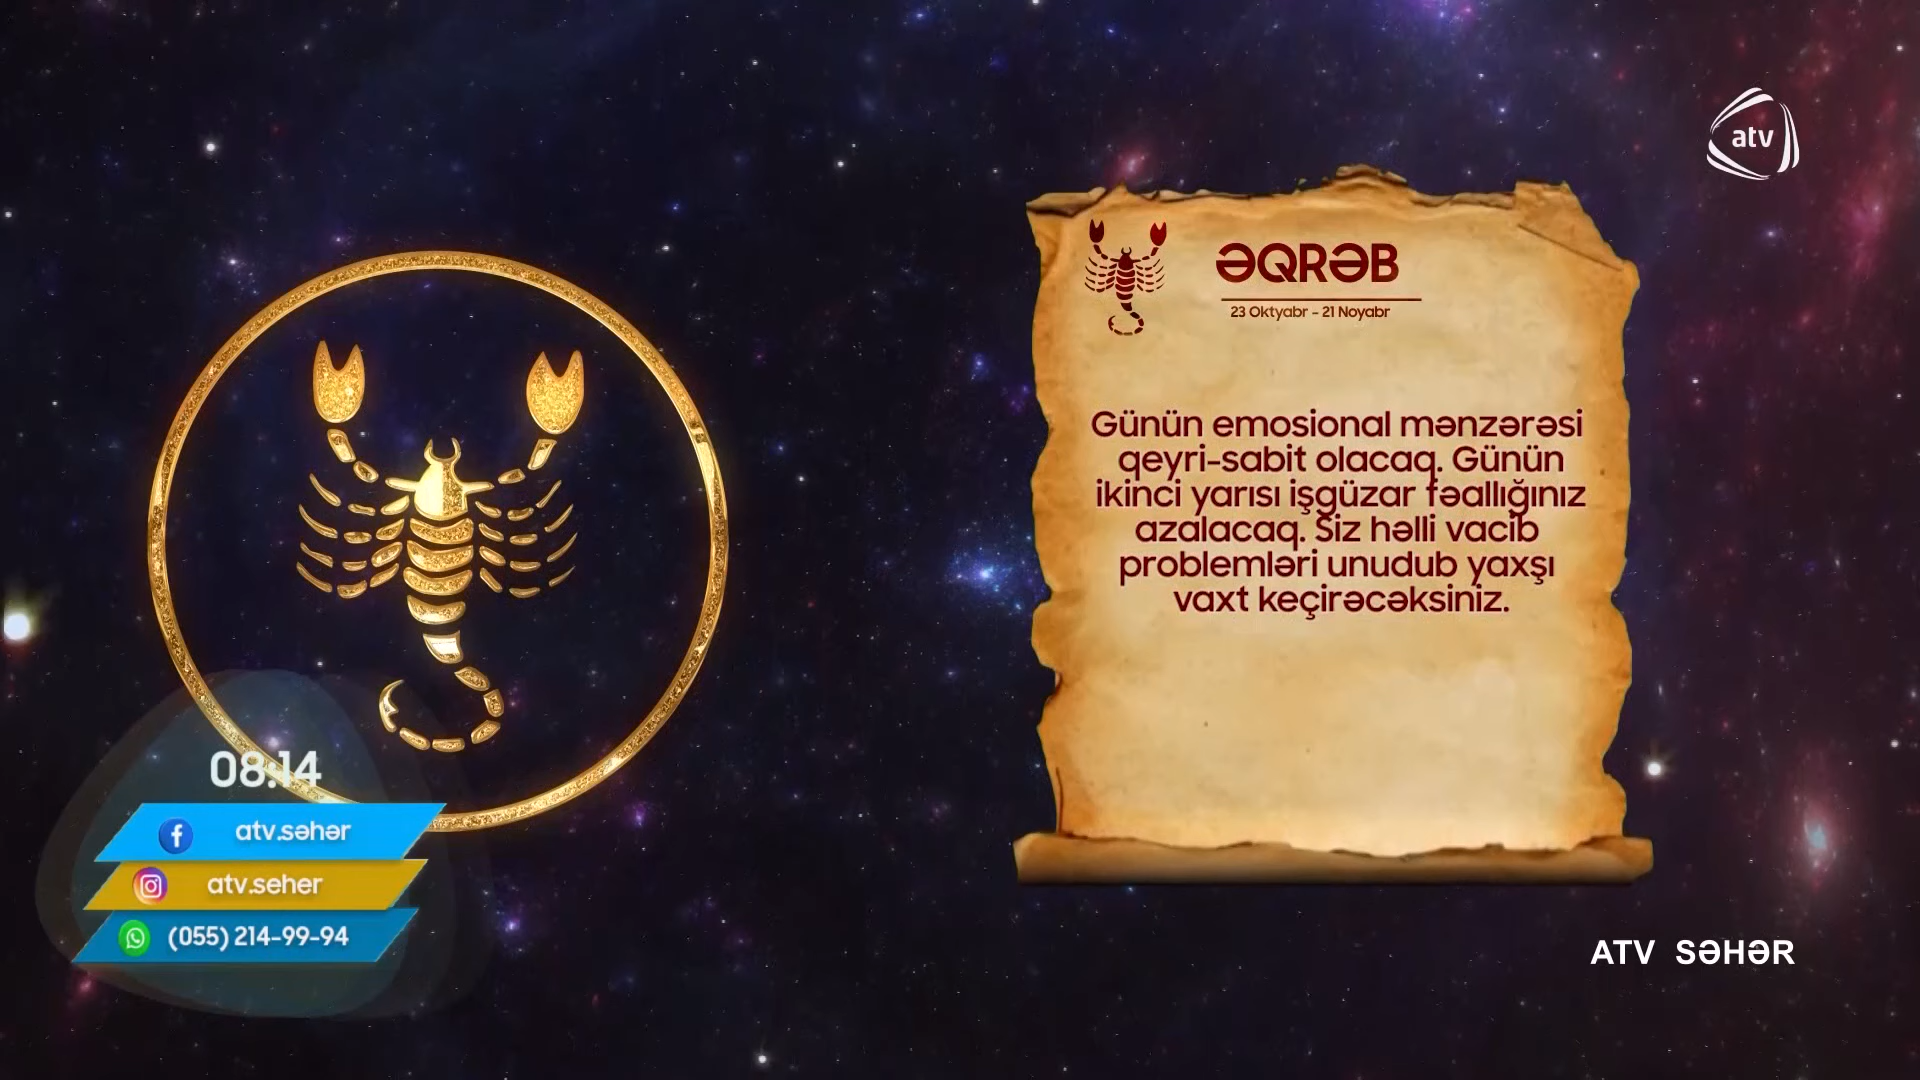 atv
ƏQRƏB
23 Oktyabr - 21 Noyabr
Günün emosional mənzərəsi
qeyri-sabit olacaq. Günün
ikinci yarısı işgüzar fəallığınız
azalacaq. Siz həlli vacib
problemləri unudub yaxşı
vaxt keçirəcəksiniz.
08:14
atv.səhər
atv.seher
(055) 214-99-94
ATV SƏHƏR